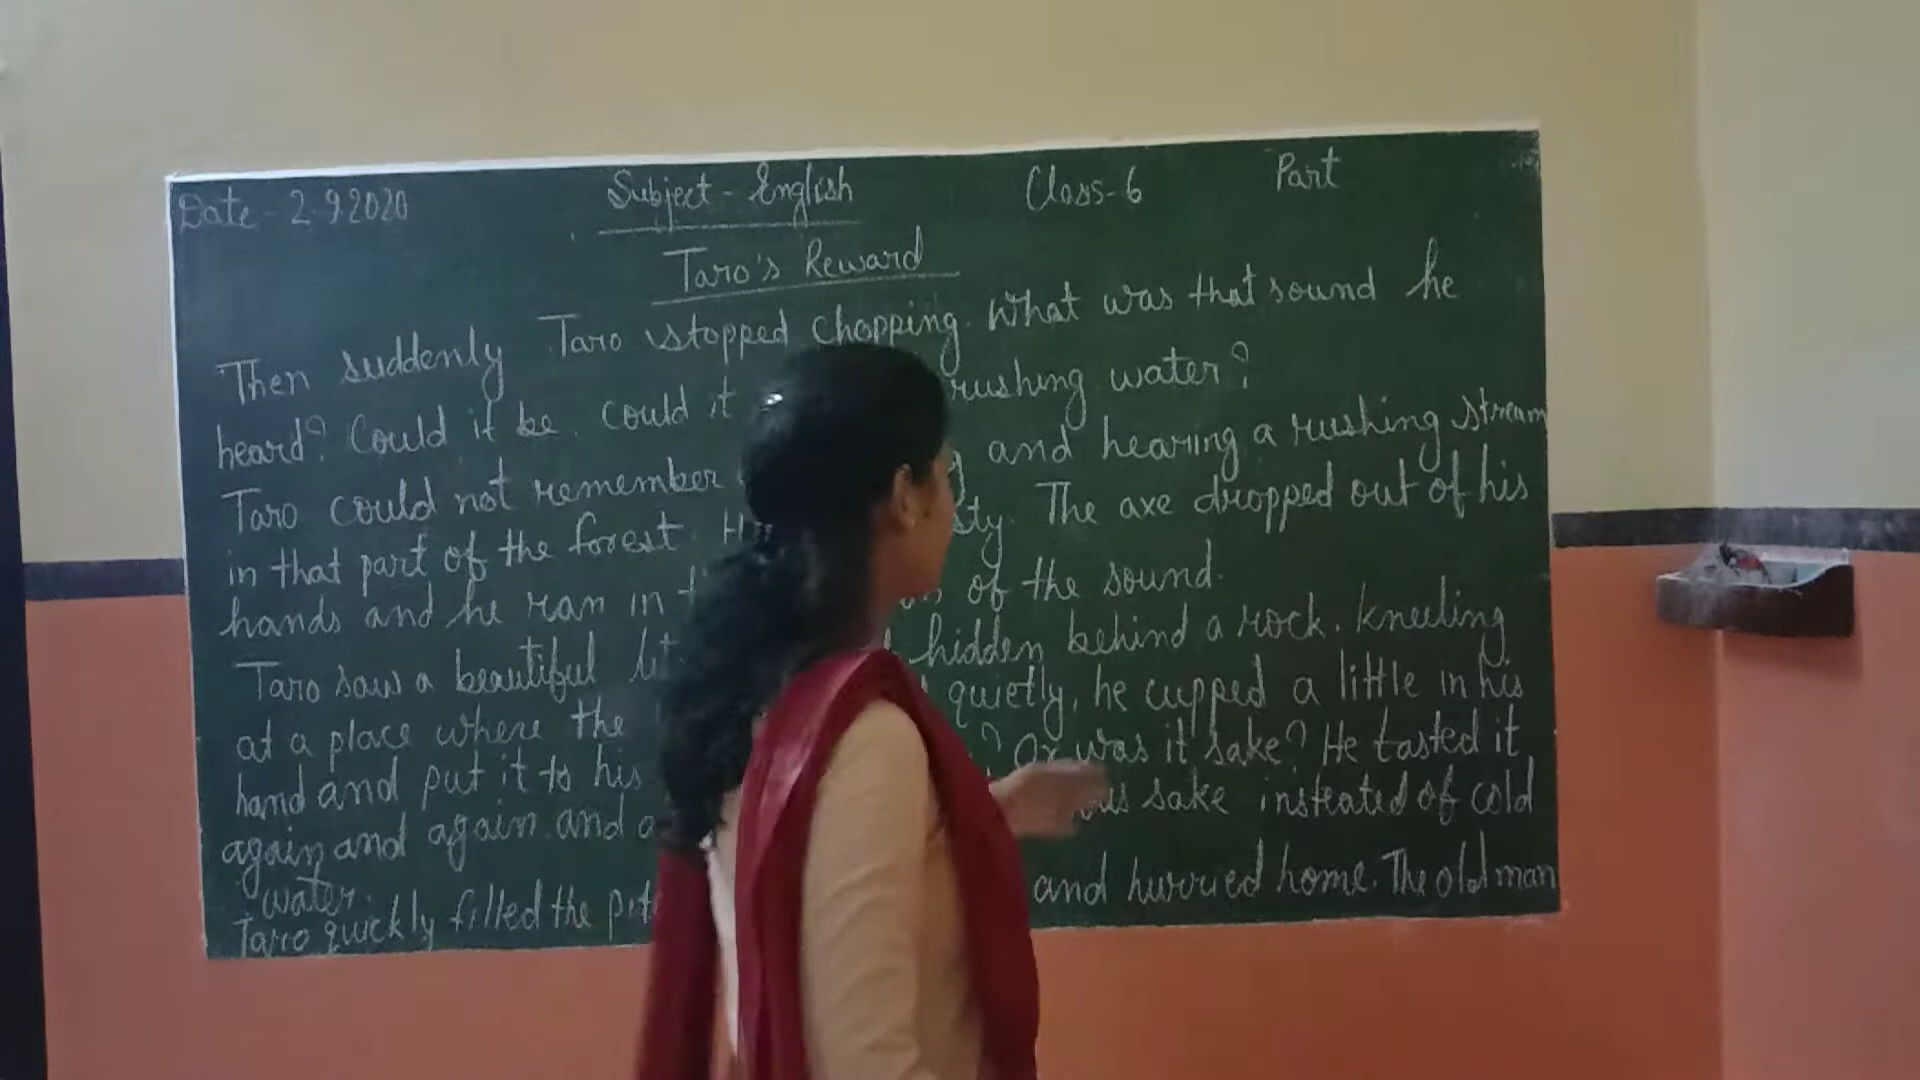 Date - 2.9.2020 Subject - English Class-6 Part
Taro's Reward
Then suddenly Taro stopped chopping. What was that sound he
heard? Could it be. could it rushing water?
Taro could not remember and hearing a rushing stream
in that part of the forest. The axe dropped out of his
hands and he ran in of the sound.
Taro saw a beautiful hidden behind a rock. kneeling
at a place where the quietly, he cupped a little in his
hand and put it to his Or was it sake? He tasted it
again and again and sake insteated of cold
water.
Taro quickly filled the and hurried home. The old man